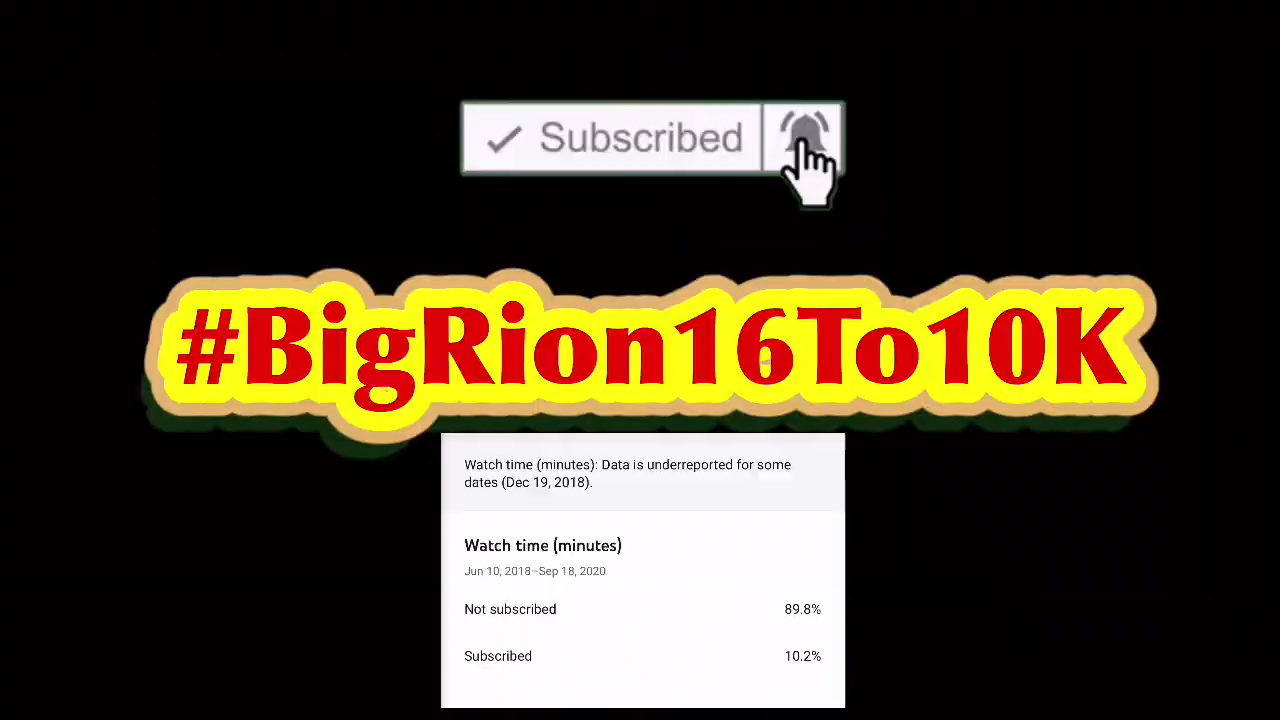 Subscribed
#BigRion16To10K
Watch time (minutes): Data is underreported for some
dates (Dec 19, 2018).
Watch time (minutes)
Jun 10, 2018–Sep 18, 2020
Not subscribed 89.8%
Subscribed 10.2%